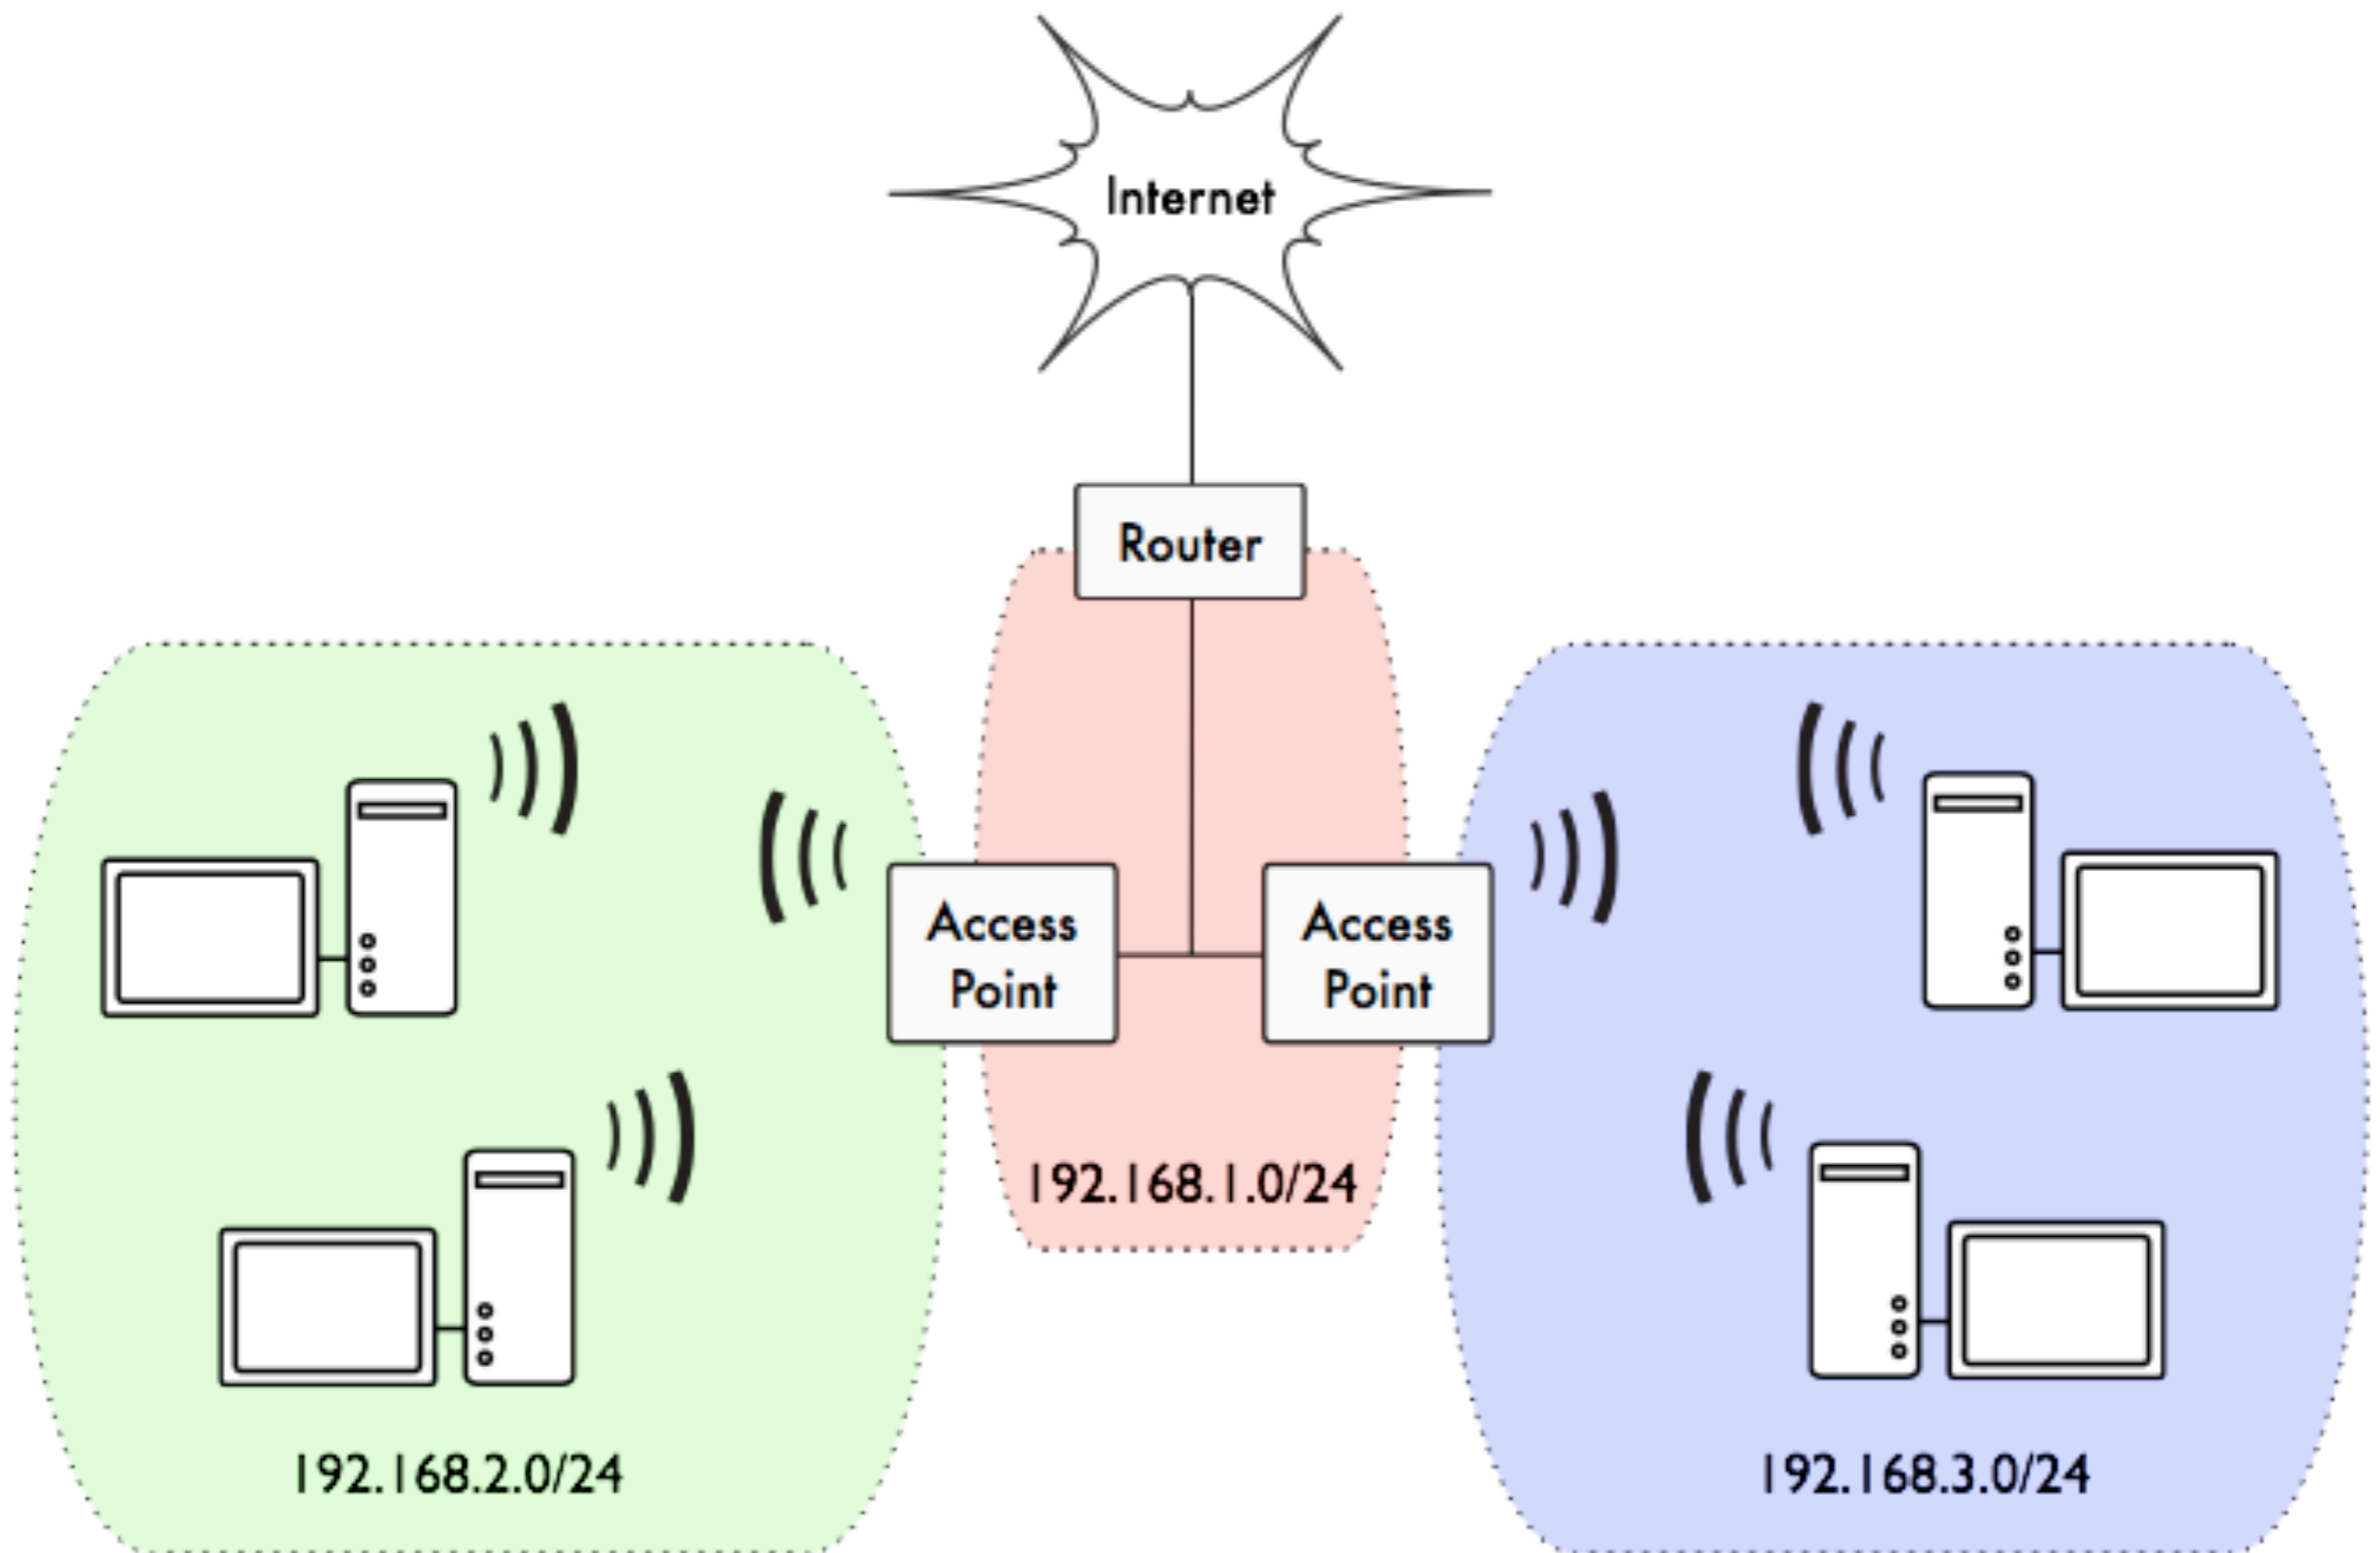 Internet
Router
Access
Point
Access
Point
192.168.1.0/24
192.168.2.0/24
192.168.3.0/24